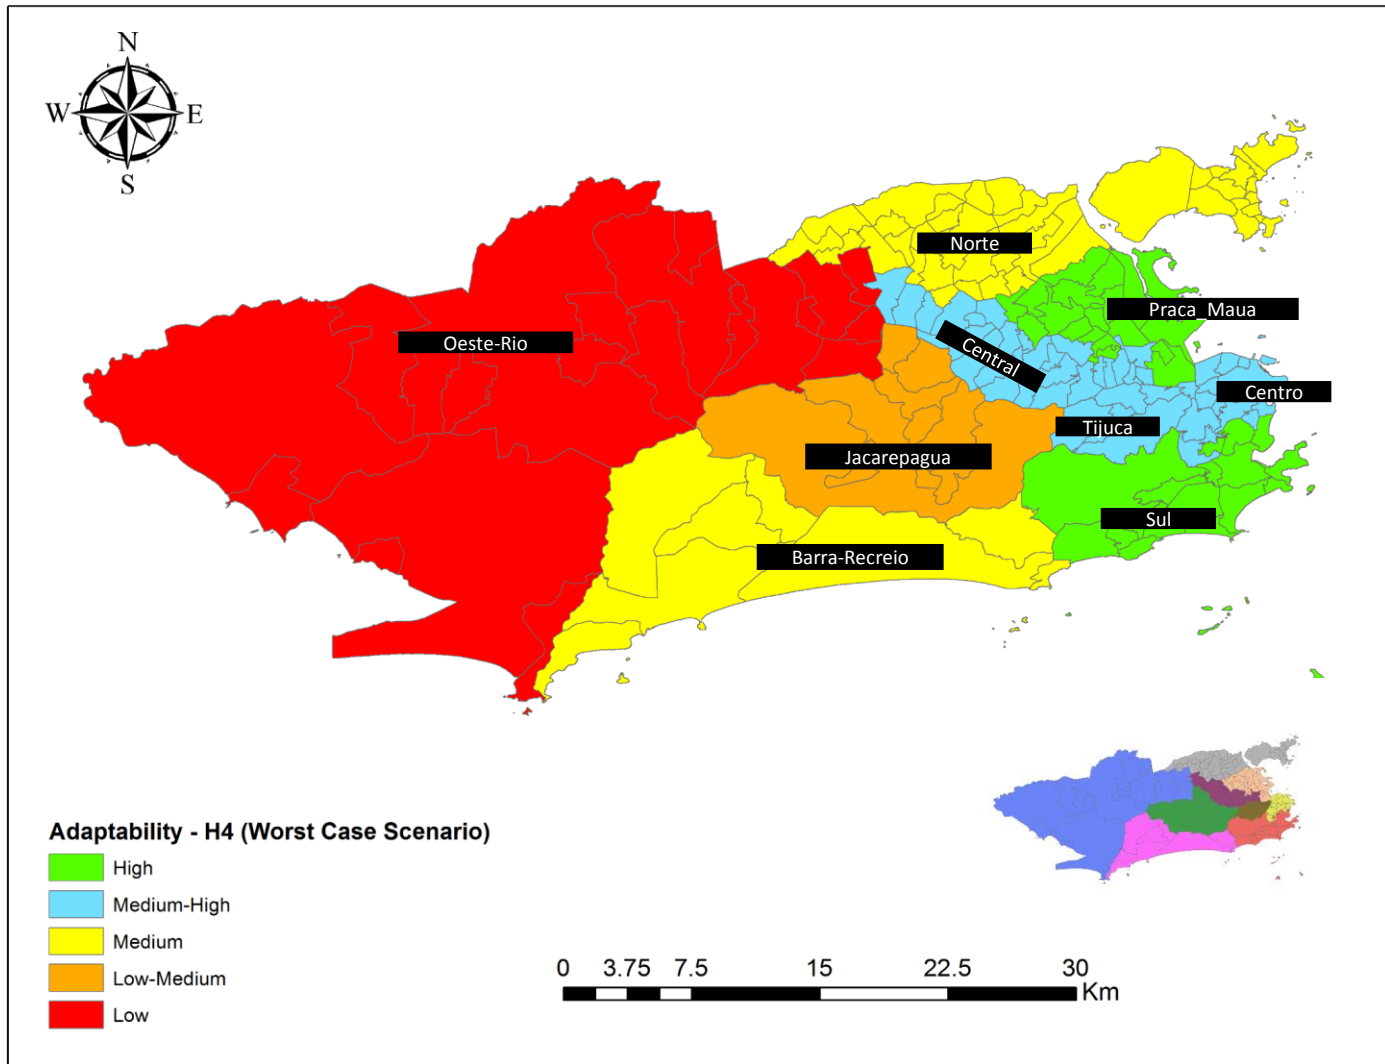 N
W
E
S
Norte
Praca_Maua
Oeste-Rio
Central
Centro
Tijuca
Jacarepagua
Sul
Barra-Recreio
Adaptability - H4 (Worst Case Scenario)
High
Medium-High
Medium
Low-Medium
Low
0 3.75 7.5 15 22.5 30
Km